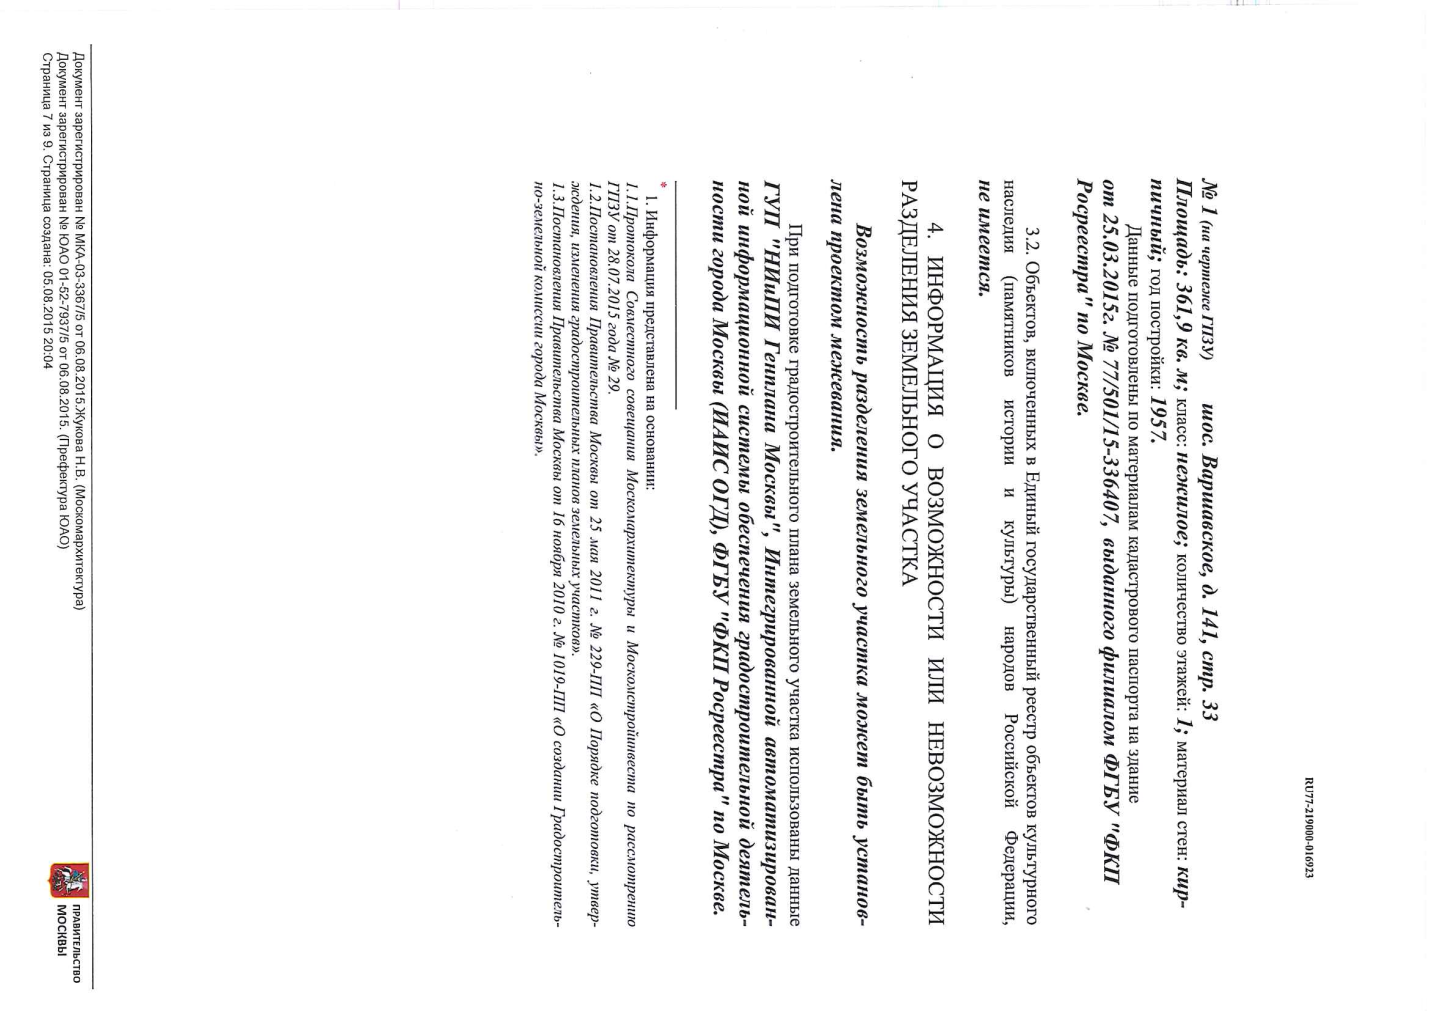 RU77-219000-016923
№ 1 (на чертеже ГПЗУ) шос. Варшавское, д. 141, стр. 33
Площадь: 361,9 кв. м; класс: нежилое; количество этажей: 1; материал стен: кир-
пичный; год постройки: 1957.
Данные подготовлены по материалам кадастрового паспорта на здание
от 25.03.2015г. № 77/501/15-336407, выданного филиалом ФГБУ "ФКП
Росреестра" по Москве.
3.2. Объектов, включенных в Единый государственный реестр объектов культурного
наследия (памятников истории и культуры) народов Российской Федерации,
не имеется.
4. ИНФОРМАЦИЯ О ВОЗМОЖНОСТИ ИЛИ НЕВОЗМОЖНОСТИ
РАЗДЕЛЕНИЯ ЗЕМЕЛЬНОГО УЧАСТКА
Возможность разделения земельного участка может быть установ-
лена проектом межевания.
При подготовке градостроительного плана земельного участка использованы данные
ГУП "НИиПИ Генплана Москвы", Интегрированной автоматизирован-
ной информационной системы обеспечения градостроительной деятель-
ности города Москвы (ИАИС ОГД), ФГБУ "ФКП Росреестра" по Москве.
*
1. Информация представлена на основании:
1.1.Протокола Совместного совещания Москомархитектуры и Москомстройинвеста по рассмотрению
ГПЗУ от 28.07.2015 года № 29.
1.2.Постановления Правительства Москвы от 25 мая 2011 г. № 229-ПП «О Порядке подготовки, утвер-
ждения, изменения градостроительных планов земельных участков».
1.3.Постановления Правительства Москвы от 16 ноября 2010 г. № 1019-ПП «О создании Градостроитель-
но-земельной комиссии города Москвы».
Документ зарегистрирован № МКА-03-3367/5 от 06.08.2015.Жукова Н.В. (Москомархитектура)
Документ зарегистрирован № ЮАО 01-52-7937/5 от 06.08.2015. (Префектура ЮАО)
Страница 7 из 9. Страница создана: 05.08.2015 20:04
ПРАВИТЕЛЬСТВО
МОСКВЫ